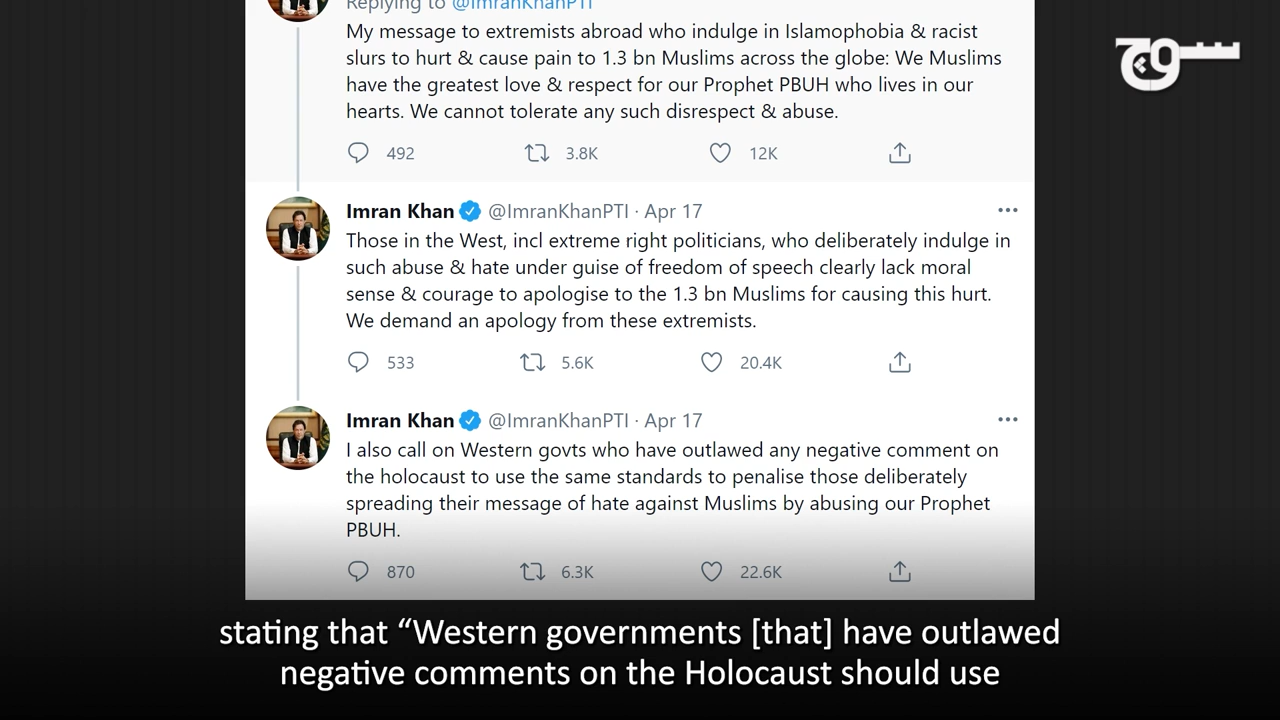 Replying to @ImranKhanPTI
My message to extremists abroad who indulge in Islamophobia & racist
slurs to hurt & cause pain to 1.3 bn Muslims across the globe: We Muslims
have the greatest love & respect for our Prophet PBUH who lives in our
hearts. We cannot tolerate any such disrespect & abuse.
492 3.8K 12K
سوچ
Imran Khan @ImranKhanPTI · Apr 17
Those in the West, incl extreme right politicians, who deliberately indulge in
such abuse & hate under guise of freedom of speech clearly lack moral
sense & courage to apologise to the 1.3 bn Muslims for causing this hurt.
We demand an apology from these extremists.
533 5.6K 20.4K
Imran Khan @ImranKhanPTI · Apr 17
I also call on Western govts who have outlawed any negative comment on
the holocaust to use the same standards to penalise those deliberately
spreading their message of hate against Muslims by abusing our Prophet
PBUH.
870 6.3K 22.6K
stating that “Western governments [that] have outlawed
negative comments on the Holocaust should use